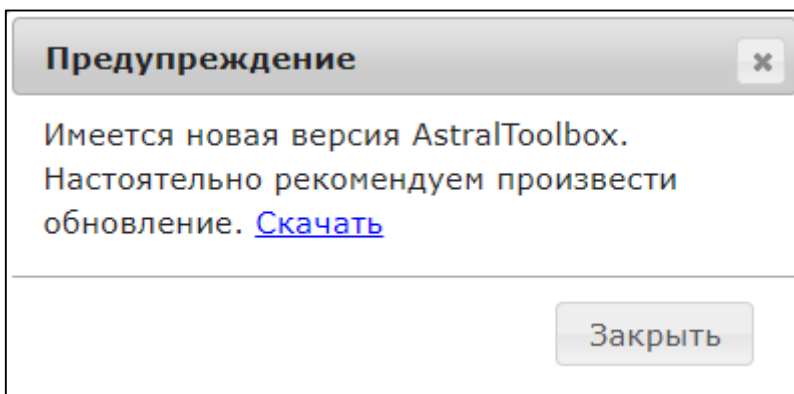 Предупреждение
Имеется новая версия AstralToolbox.
Настоятельно рекомендуем произвести
обновление. Скачать
Закрыть